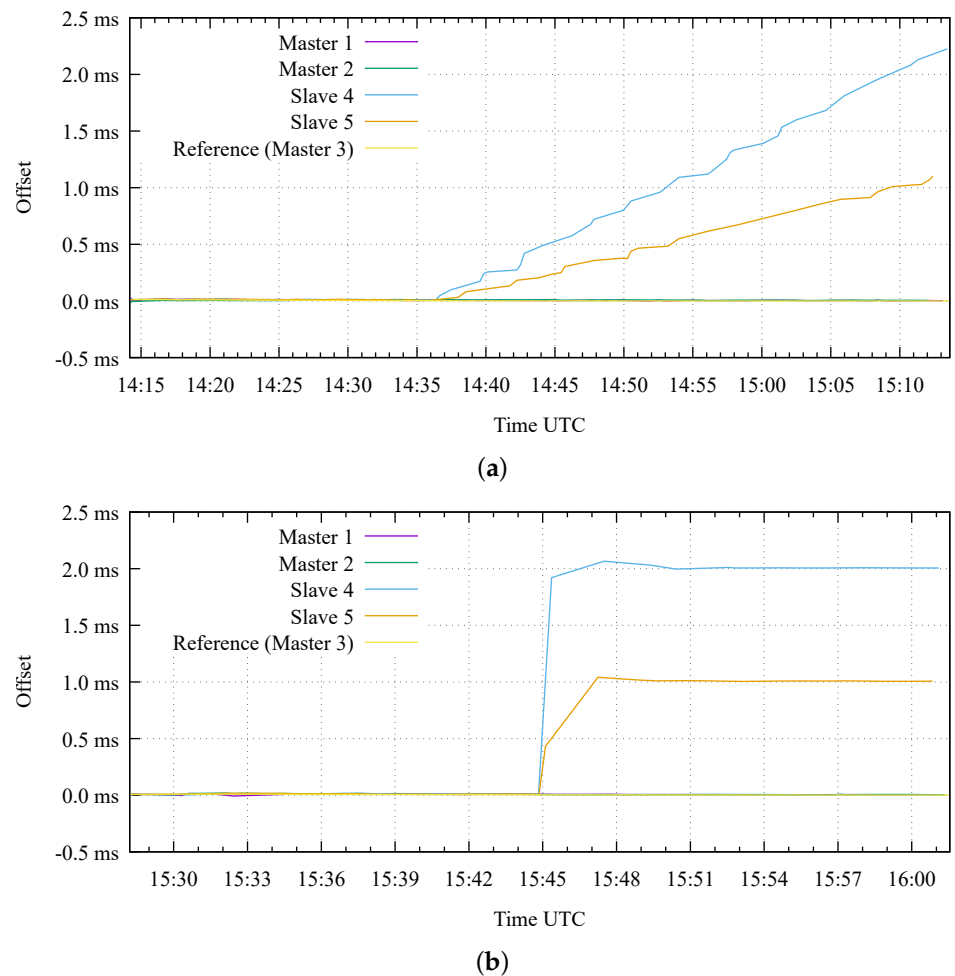 2.5 ms
2.0 ms
1.5 ms
1.0 ms
0.5 ms
0.0 ms
-0.5 ms
Offset
Master 1
Master 2
Slave 4
Slave 5
Reference (Master 3)
14:15 14:20 14:25 14:30 14:35 14:40 14:45 14:50 14:55 15:00 15:05 15:10
Time UTC
(a)
2.5 ms
2.0 ms
1.5 ms
1.0 ms
0.5 ms
0.0 ms
-0.5 ms
Offset
Master 1
Master 2
Slave 4
Slave 5
Reference (Master 3)
15:30 15:33 15:36 15:39 15:42 15:45 15:48 15:51 15:54 15:57 16:00
Time UTC
(b)